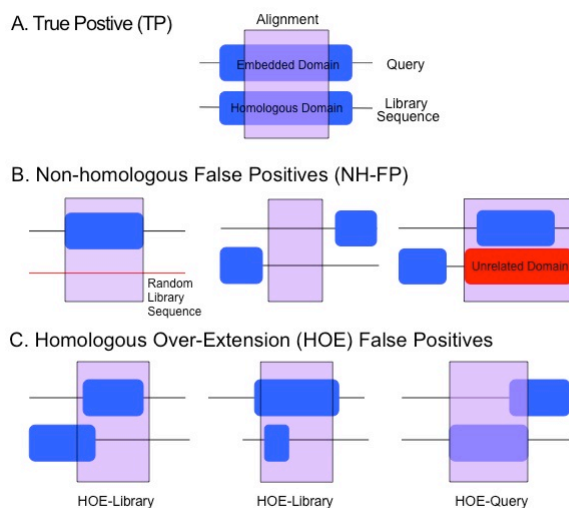 A. True Postive (TP)
Alignment
Embedded Domain
Query
Homologous Domain
Library
Sequence
B. Non-homologous False Positives (NH-FP)
Random
Library
Sequence
Unrelated Domain
C. Homologous Over-Extension (HOE) False Positives
HOE-Library
HOE-Library
HOE-Query